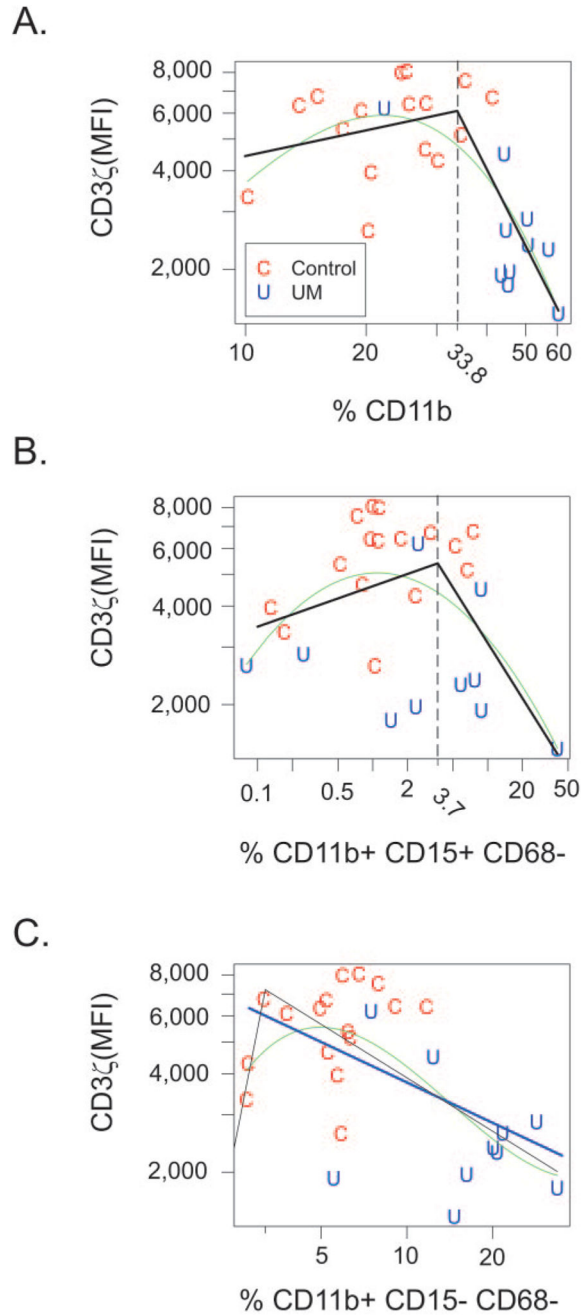 A.
8,000
6,000
4,000
2,000
CD3ζ(MFI)
C Control
U UM
10 20 33.8 50 60
% CD11b
B.
8,000
6,000
4,000
2,000
CD3ζ(MFI)
0.1 0.5 2 3.7 20 50
% CD11b+ CD15+ CD68-
C.
8,000
6,000
4,000
2,000
CD3ζ(MFI)
5 10 20
% CD11b+ CD15- CD68-